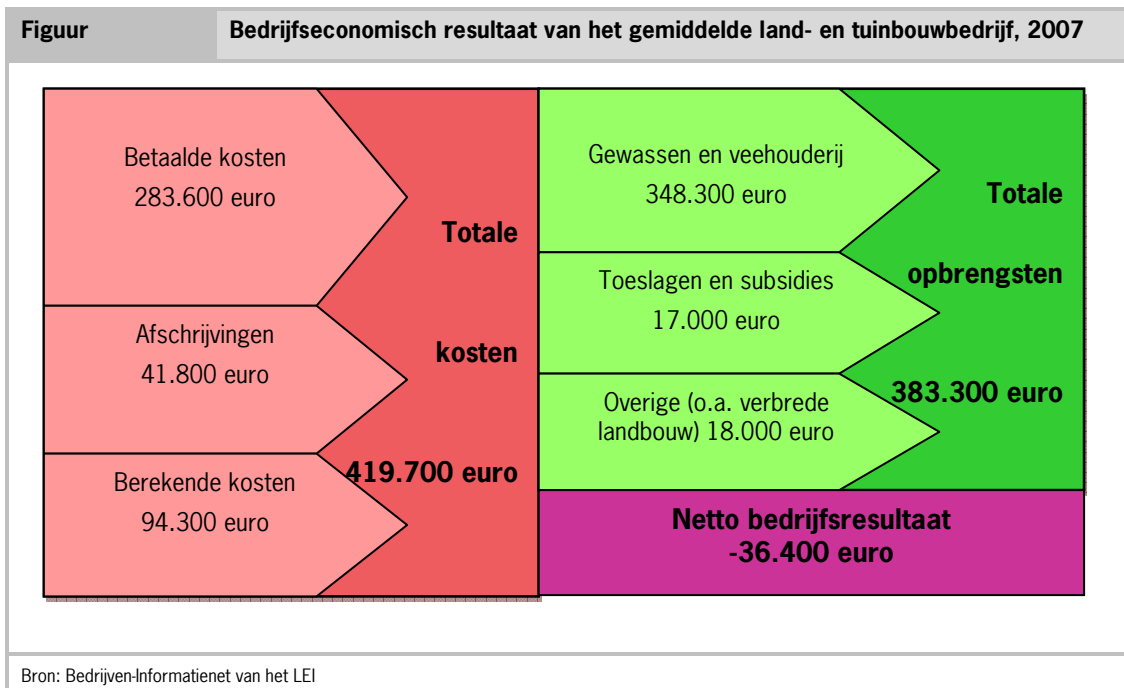 Figuur
Bedrijfseconomisch resultaat van het gemiddelde land- en tuinbouwbedrijf, 2007
Betaalde kosten
283.600 euro
Afschrijvingen
41.800 euro
Berekende kosten
94.300 euro
Totale
kosten
419.700 euro
Gewassen en veehouderij
348.300 euro
Toeslagen en subsidies
17.000 euro
Overige (o.a. verbrede
landbouw) 18.000 euro
Totale
opbrengsten
383.300 euro
Netto bedrijfsresultaat
-36.400 euro
Bron: Bedrijven-Informatienet van het LEI